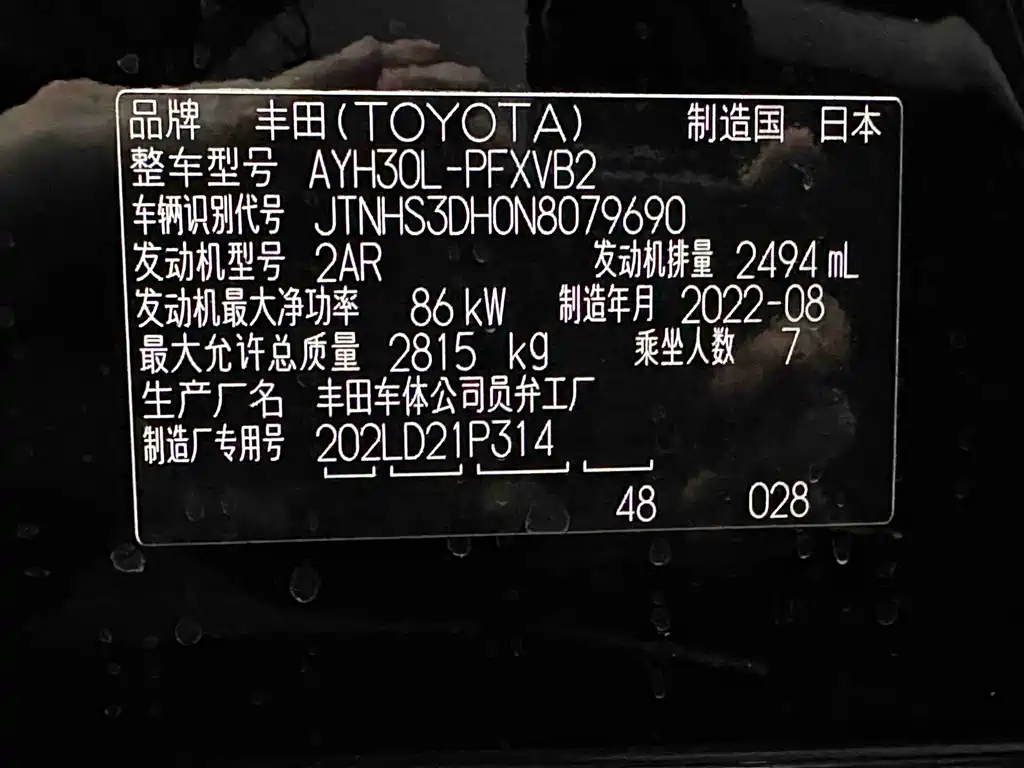 品牌 丰田(TOYOTA) 制造国 日本
整车型号 AYH30L-PFXVB2
车辆识别代号 JTNHS3DH0N8079690
发动机型号 2AR 发动机排量 2494 mL
发动机最大净功率 86 kW 制造年月 2022-08
最大允许总质量 2815 kg 乘坐人数 7
生产厂名 丰田车体公司员弁工厂
制造厂专用号 202LD21P314
48 028